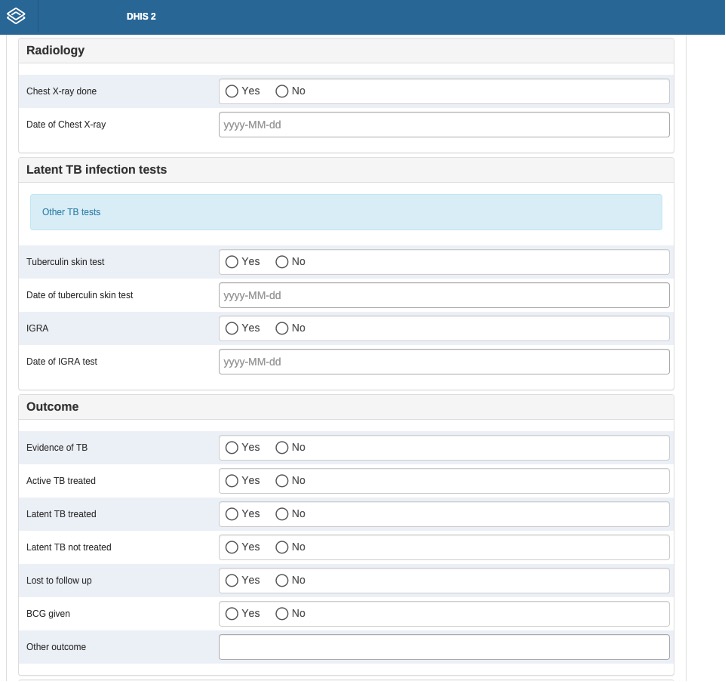 DHIS 2
Radiology
Chest X-ray done Yes No
Date of Chest X-ray yyyy-MM-dd
Latent TB infection tests
Other TB tests
Tuberculin skin test Yes No
Date of tuberculin skin test yyyy-MM-dd
IGRA Yes No
Date of IGRA test yyyy-MM-dd
Outcome
Evidence of TB Yes No
Active TB treated Yes No
Latent TB treated Yes No
Latent TB not treated Yes No
Lost to follow up Yes No
BCG given Yes No
Other outcome